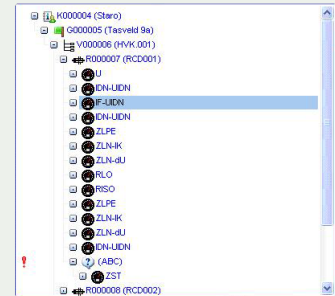 K000004 (Staro)
G000005 (Tasveld 9a)
V000006 (HVK.001)
R000007 (RCD001)
U
IDN-UIDN
IF-UIDN
IDN-UIDN
ZLPE
ZLN-IK
ZLN-dU
RLO
RISO
ZLPE
ZLN-IK
ZLN-dU
IDN-UIDN
(ABC)
ZST
R000008 (RCD002)